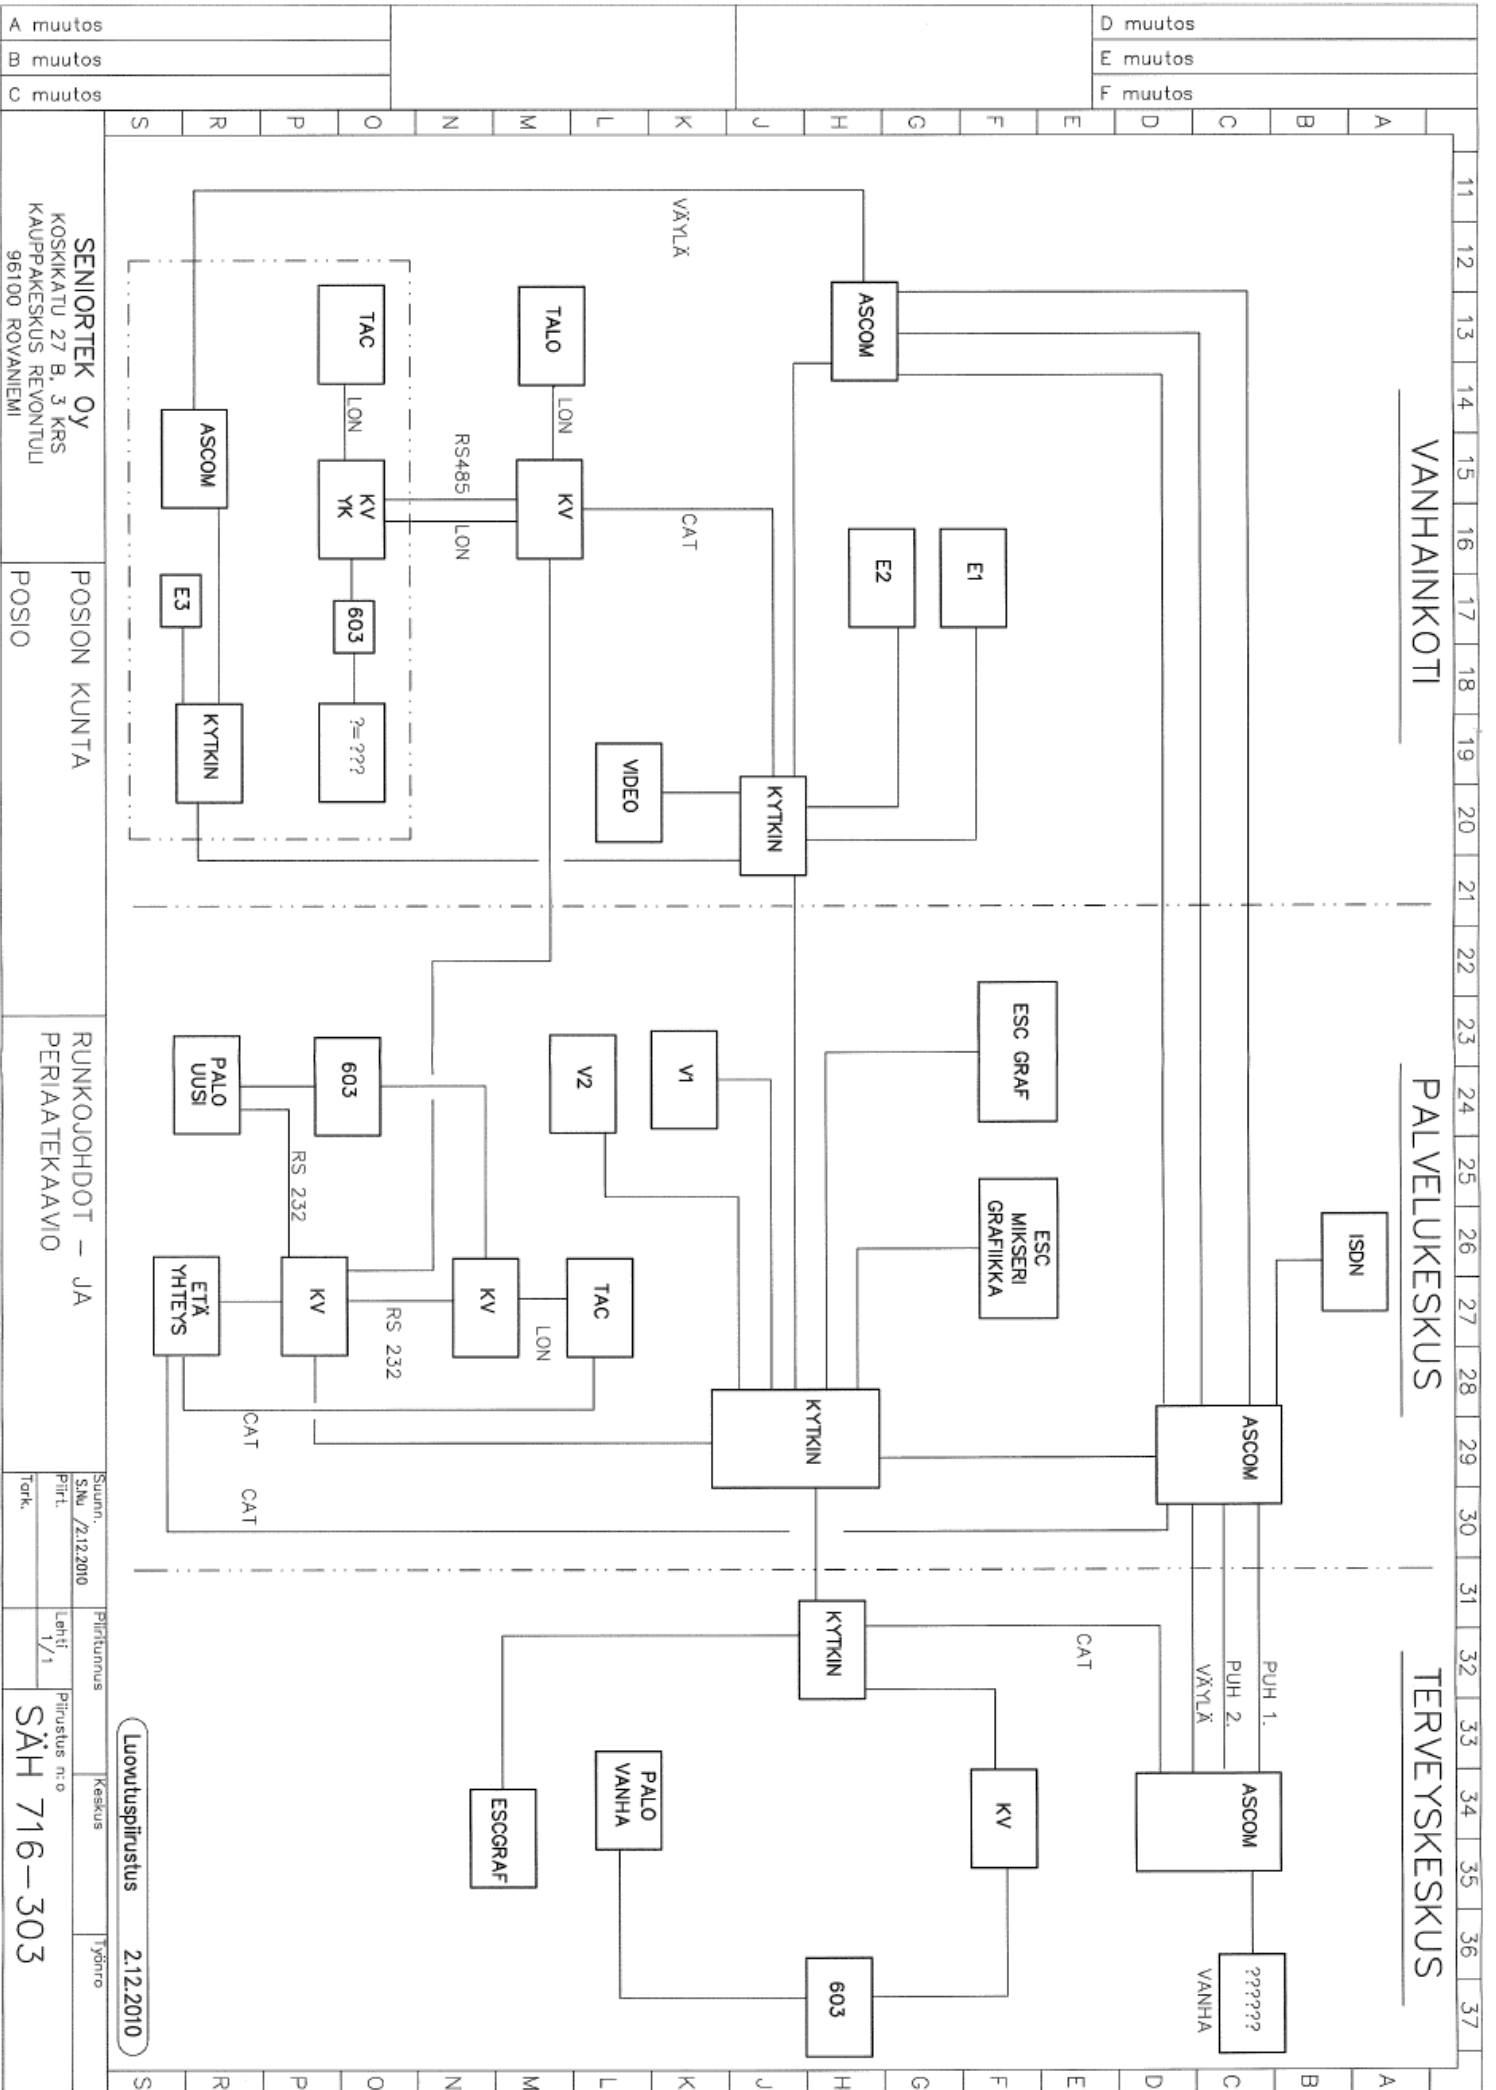 A muutos
B muutos
C muutos
D muutos
E muutos
F muutos
11 12 13 14 15 16 17 18 19 20 21 22 23 24 25 26 27 28 29 30 31 32 33 34 35 36 37
A
B
C
D
E
F
G
H
J
K
L
M
N
O
P
R
S
VANHAINKOTI
ASCOM
VÄYLÄ
E1
E2
TALO
LON
KV
CAT
RS485
LON
VIDEO
KYTKIN
TAC
LON
KV
YK
603
?=???
ASCOM
E3
KYTKIN
PALVELUKESKUS
ISDN
ASCOM
ESC GRAF
ESC
MIKSERI
GRAFIIKKA
KYTKIN
V1
V2
TAC
LON
603
KV
RS 232
PALO
UUSI
RS 232
KV
ETÄ
YHTEYS
CAT
CAT
TERVEYSKESKUS
PUH 1.
PUH 2.
VÄYLÄ
ASCOM
??????
VANHA
CAT
KYTKIN
KV
603
PALO
VANHA
ESCGRAF
Luovutuspiirustus 2.12.2010
A
B
C
D
E
F
G
H
J
K
L
M
N
O
P
R
S
SENIORTEK Oy
KOSKIKATU 27 B, 3 KRS
KAUPPAKESKUS REVONTULI
96100 ROVANIEMI
POSION KUNTA
POSIO
RUNKOJOHDOT – JA
PERIAATEKAAVIO
Suunn.
S.Nu /2.12.2010
Piirt.
Tark.
Piiritunnus
Keskus
Työnro
Lehti
1/1
Piirustus n:o
SÄH 716–303